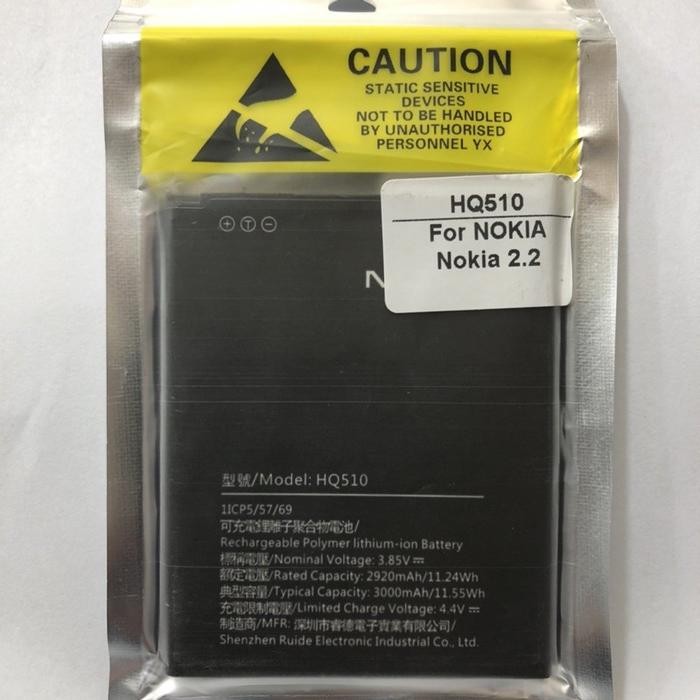 CAUTION
STATIC SENSITIVE
DEVICES
NOT TO BE HANDLED
BY UNAUTHORISED
PERSONNEL YX
HQ510
For NOKIA
Nokia 2.2
+ T −
N
型號/Model: HQ510
1ICP5/57/69
可充電鋰離子聚合物電池/
Rechargeable Polymer lithium-ion Battery
標稱電壓/Nominal Voltage: 3.85V⎓
額定電壓/Rated Capacity: 2920mAh/11.24Wh
典型容量/Typical Capacity: 3000mAh/11.55Wh
充電限制電壓/Limited Charge Voltage: 4.4V⎓
制造商/MFR: 深圳市睿德電子實業有限公司/
Shenzhen Ruide Electronic Industrial Co., Ltd.